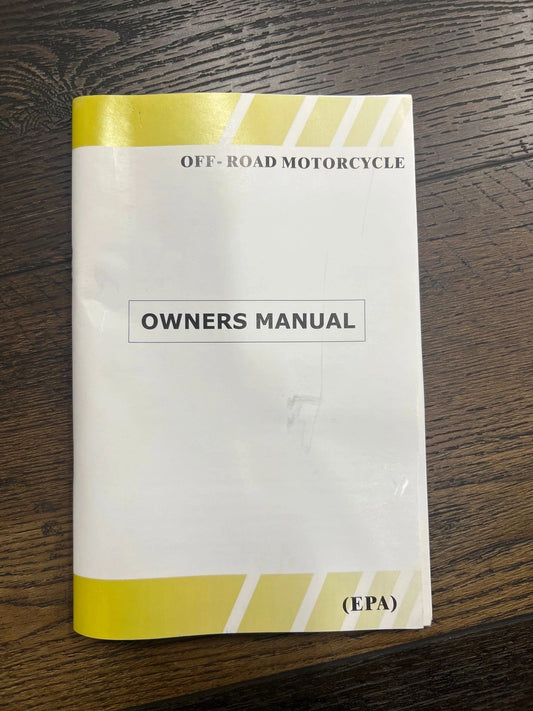 OFF- ROAD MOTORCYCLE
OWNERS MANUAL
(EPA)